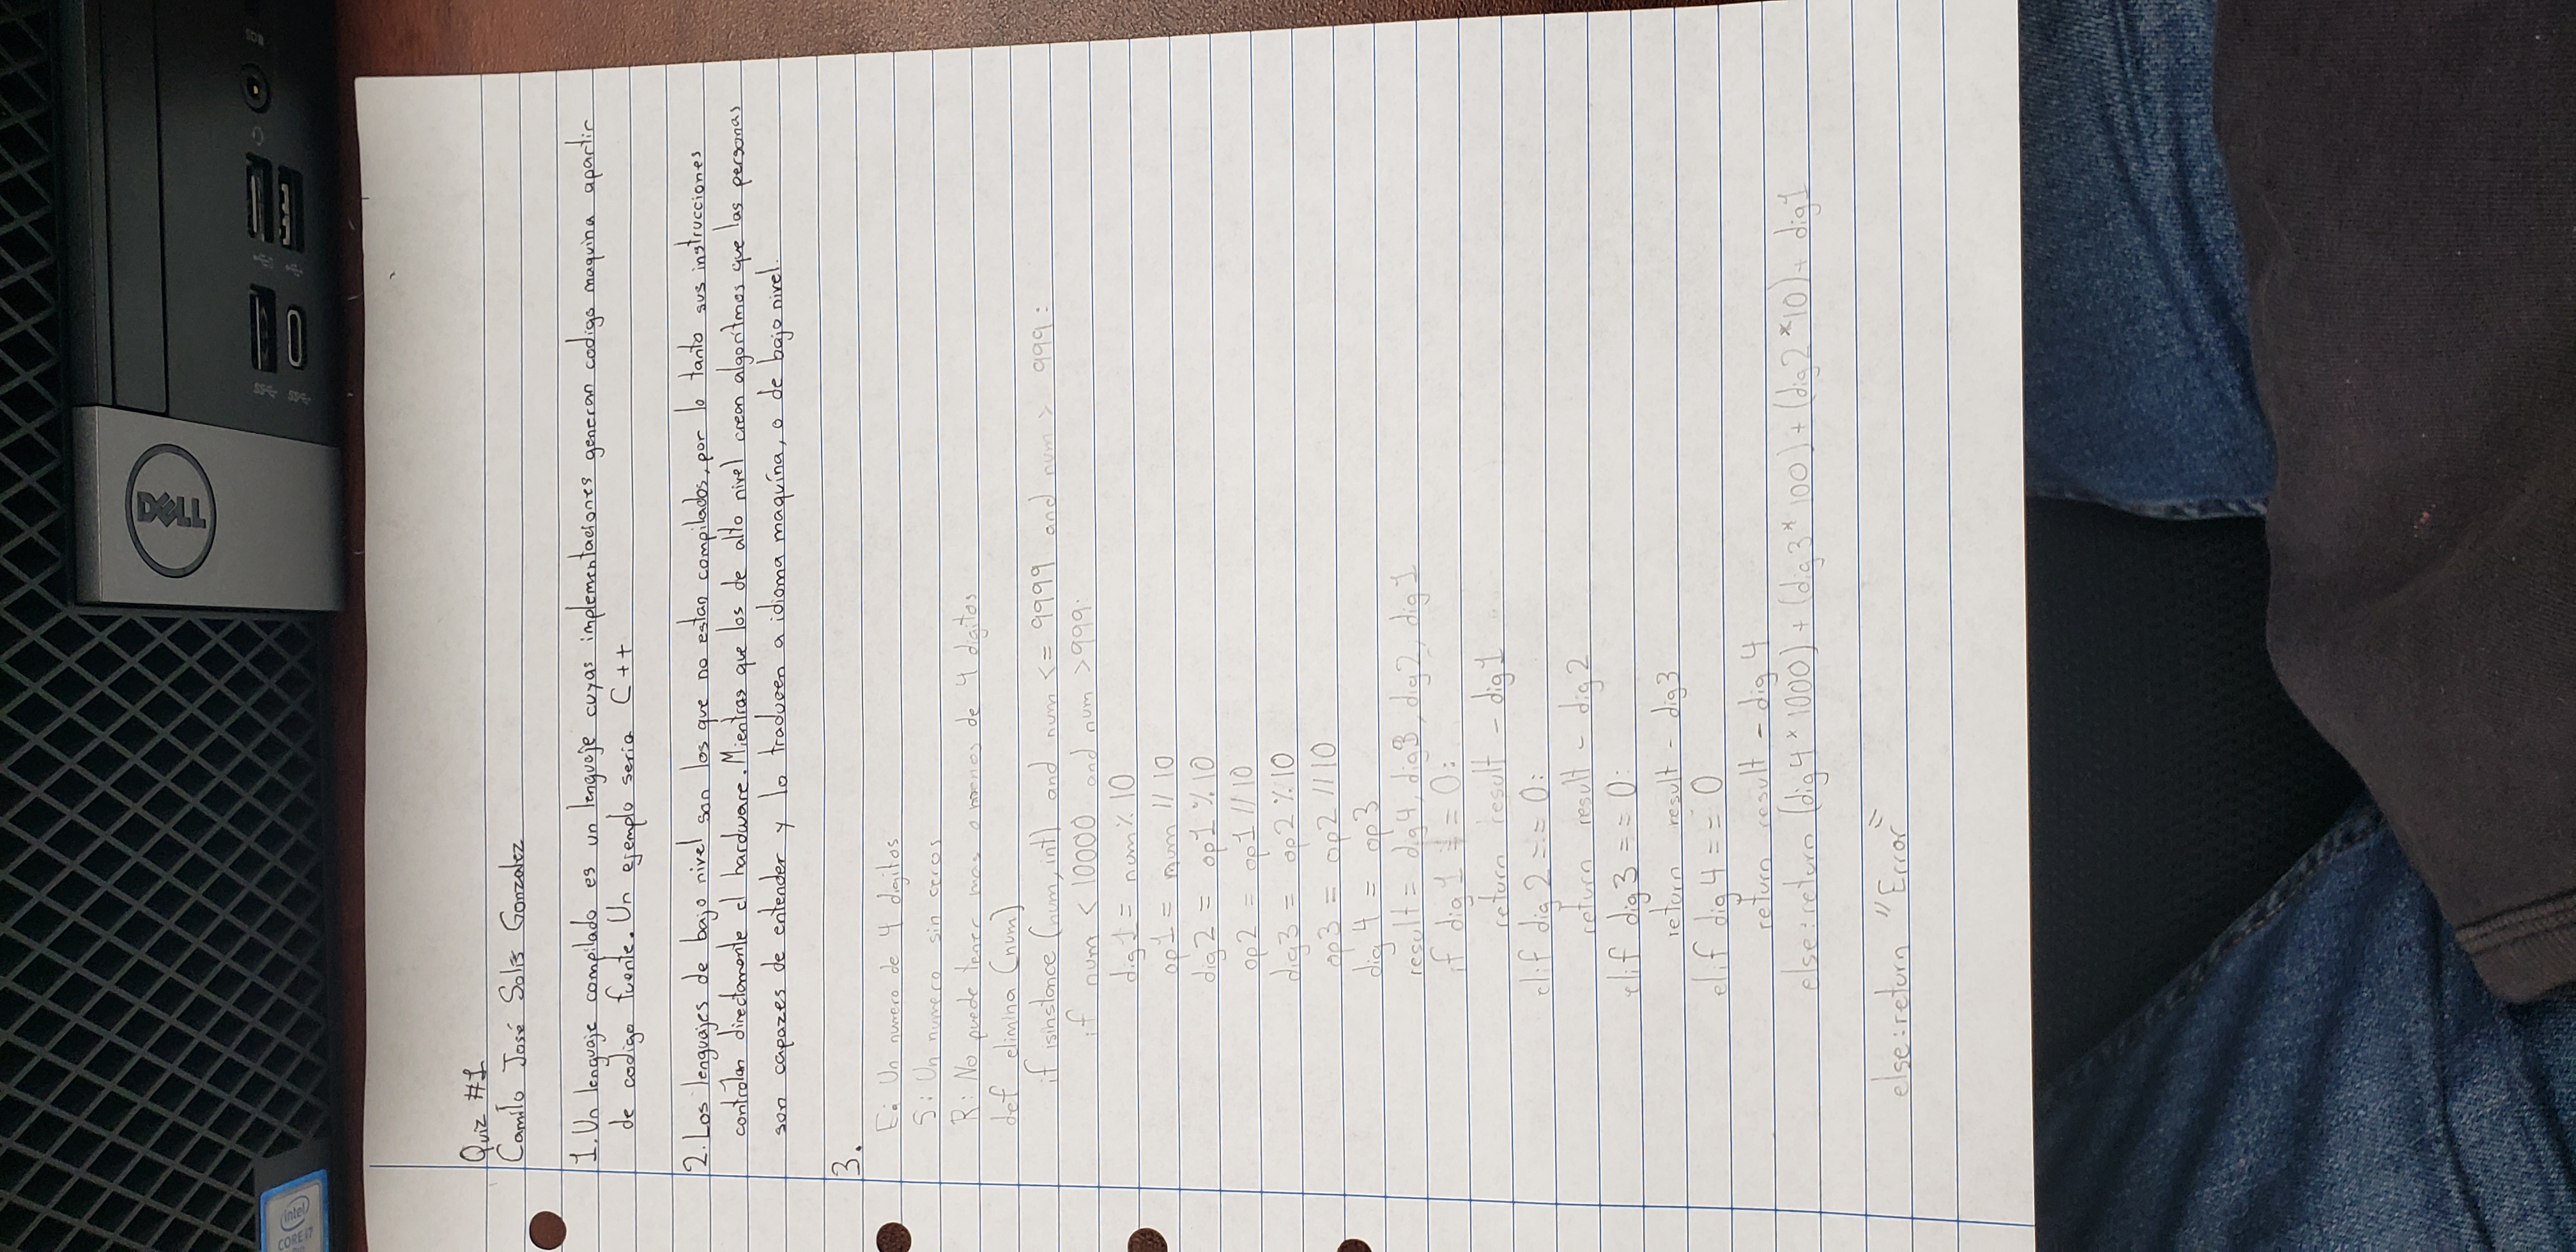 DELL
intel
CORE i7
Quiz #1
Camilo José Solís Gonzalez
1. Un lenguaje compilado es un lenguaje cuyas implementaciones generan codigo maquina apartir
de codigo fuente. Un ejemplo seria C++
2. Los lenguajes de bajo nivel son los que no estan compilados, por lo tanto sus instrucciones
controlan directamente el hardware. Mientras que los de alto nivel crean algoritmos que las personas
son capazes de entender y lo traducen a idioma maquína, o de bajo nivel.
3.
E: Un numero de 4 digitos
S: Un numero sin ceros
R: No puede tener mas o menos de 4 digitos
def elimina (num)
if isinstance (num, int) and num <= 9999 and num > 999:
if num < 10000 and num > 999:
dig1 = num % 10
op1 = num // 10
dig2 = op1 % 10
op2 = op1 // 10
dig3 = op2 % 10
op3 = op2 // 10
dig4 = op3
result = dig4, dig3, dig2, dig1
if dig1 == 0:
return result - dig1
elif dig2 == 0:
return result - dig2
elif dig3 == 0:
return result - dig3
elif dig4 == 0
return result - dig4
else: return (dig4 * 1000) + (dig3 * 100) + (dig2 * 10) + dig1
else: return "Error"